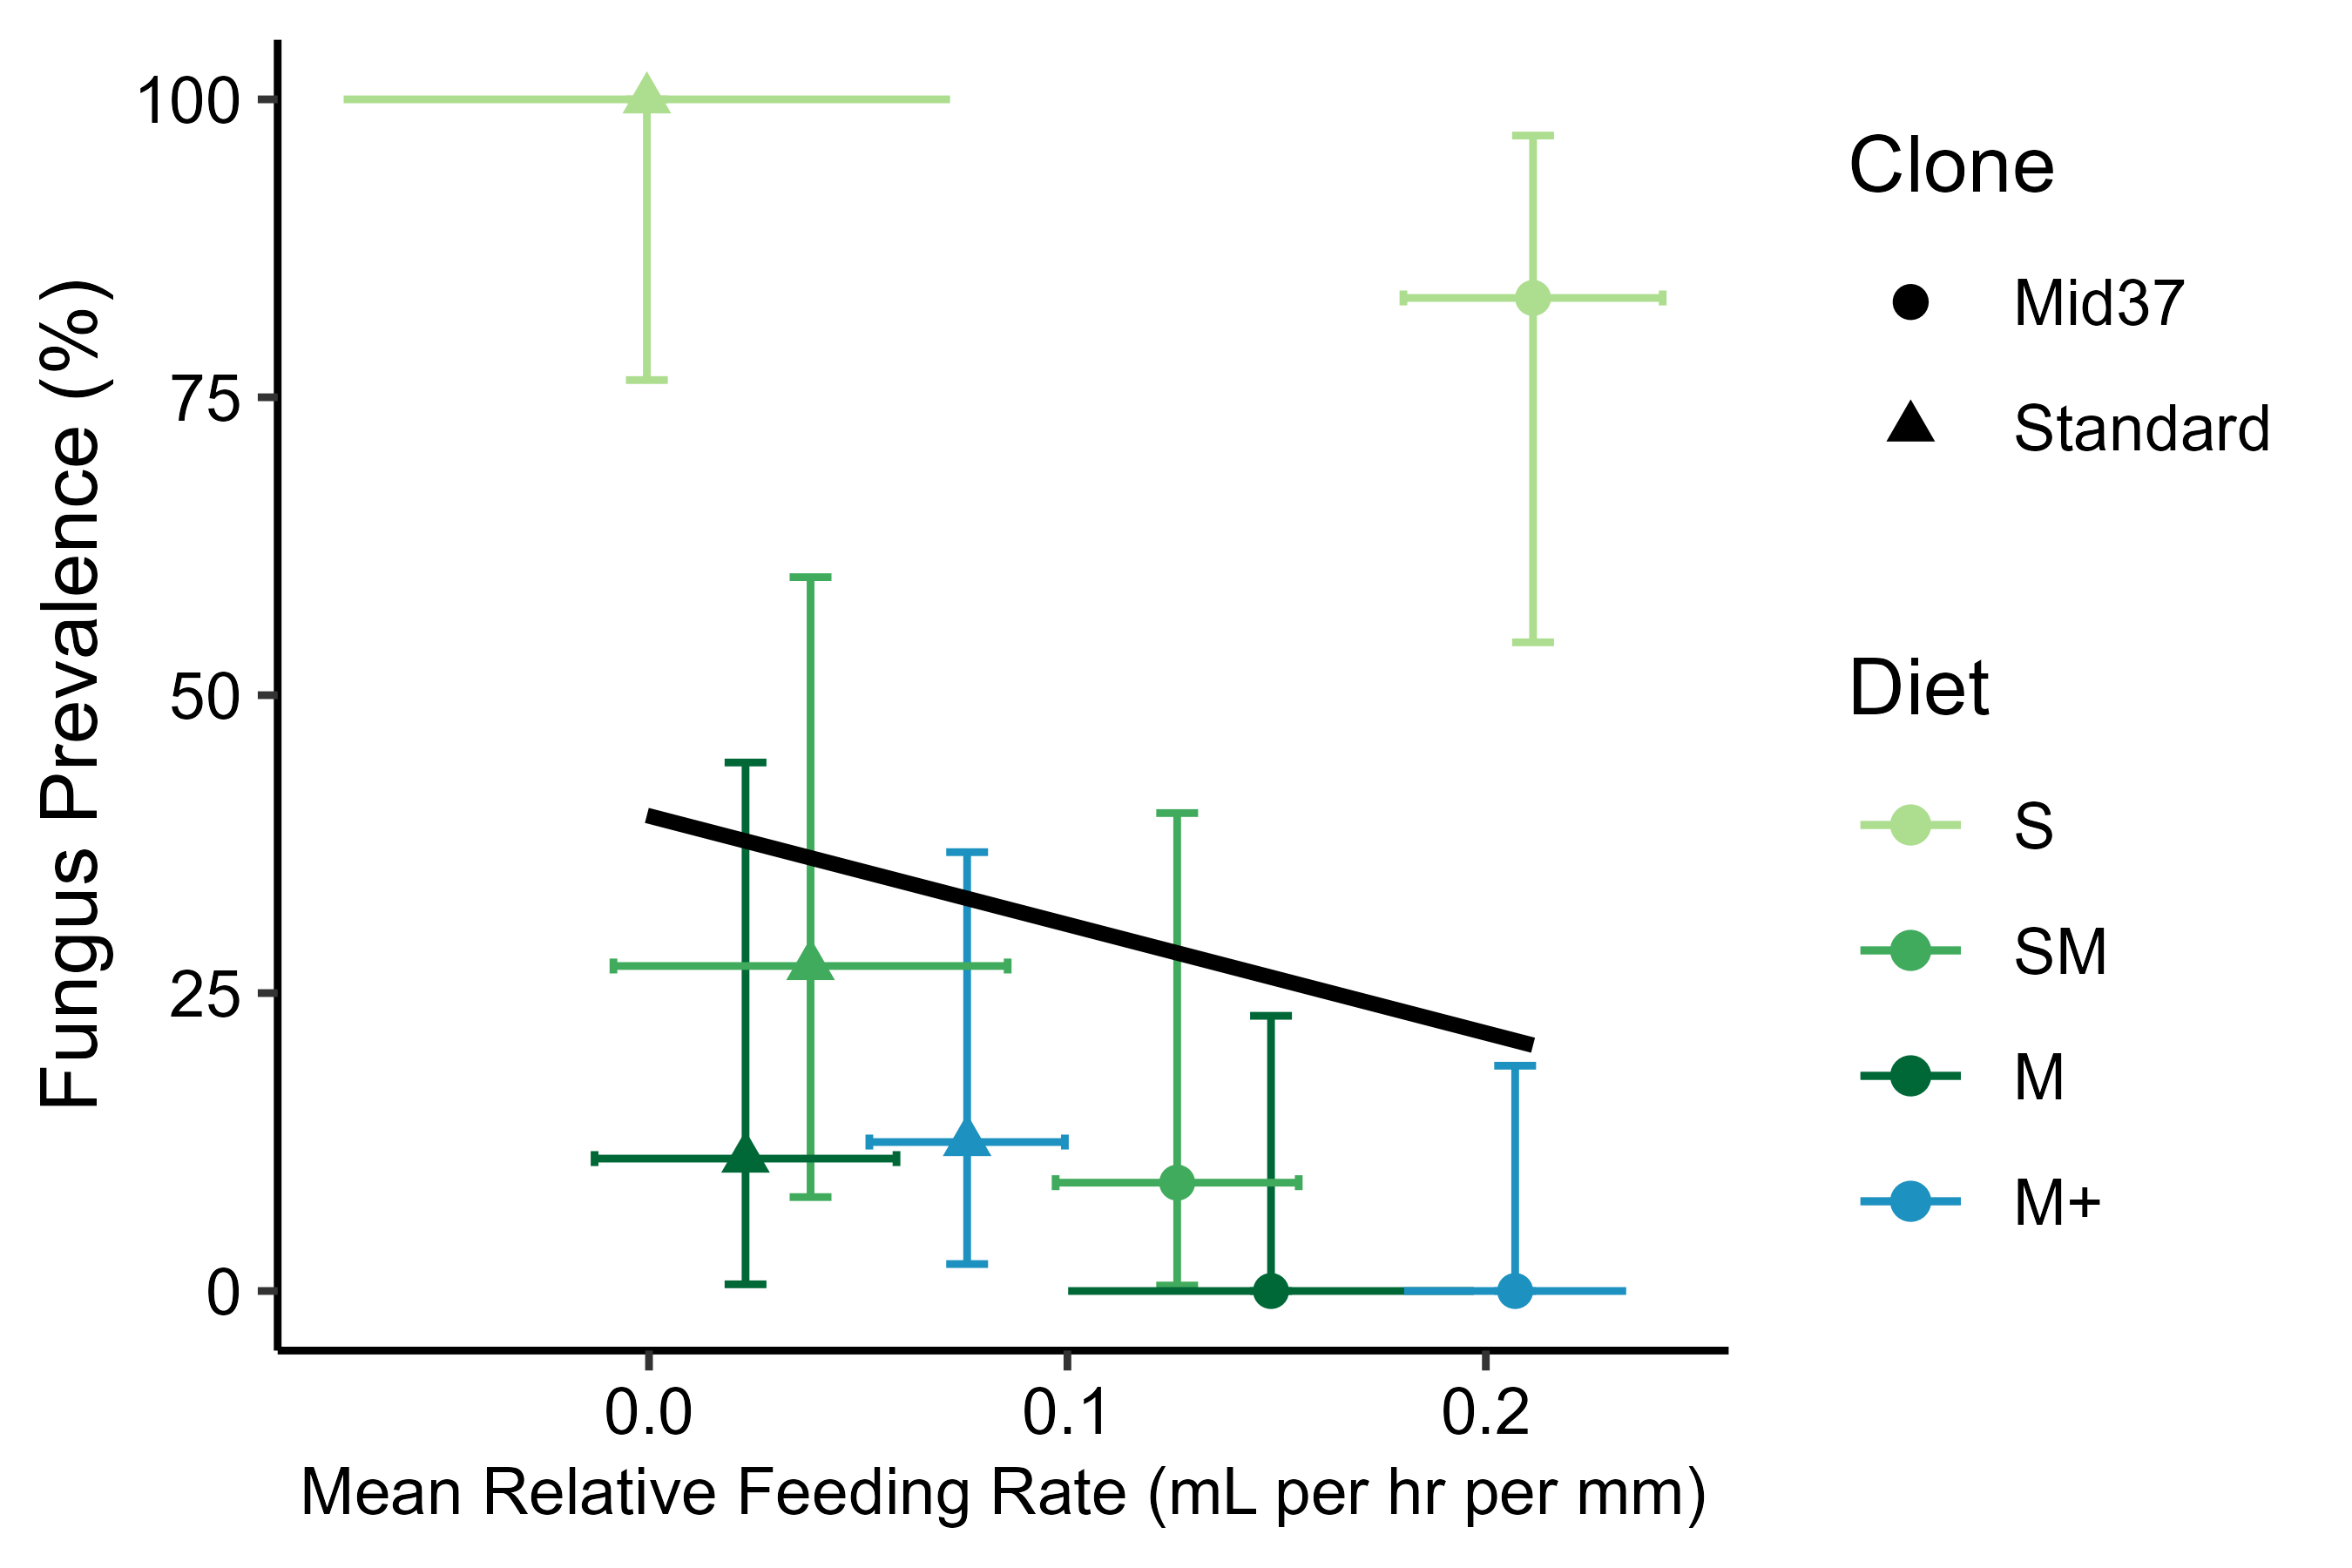 Fungus Prevalence (%)
100
75
50
25
0
0.0 0.1 0.2
Mean Relative Feeding Rate (mL per hr per mm)
Clone
Mid37
Standard
Diet
S
SM
M
M+